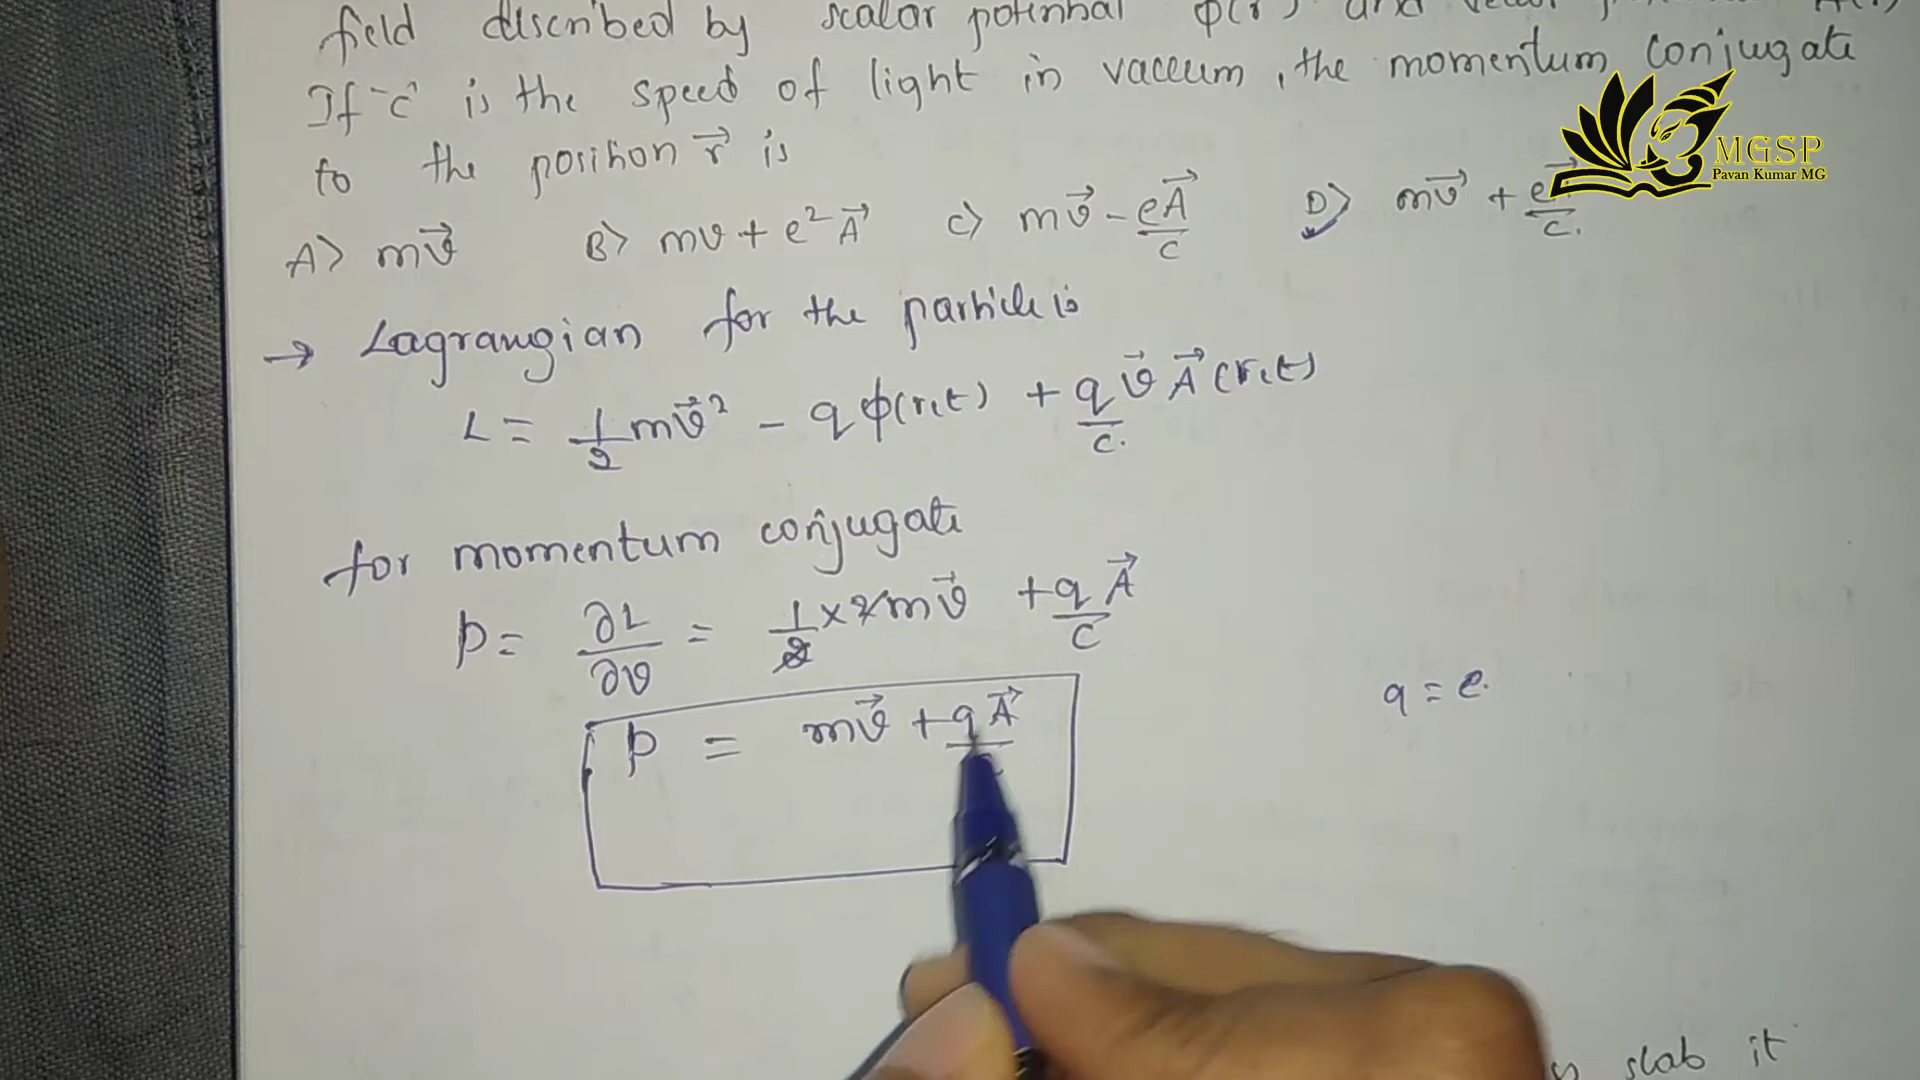 field described by scalar potential ϕ(r) and
If 'c' is the speed of light in vaccum, the momentum conjugate
to the position r⃗ is
A) mv⃗ B) mv + e²A⃗ C) mv⃗ - eA⃗/c D) mv⃗ + e/c.
MGSP
Pavan Kumar MG
→ Lagrangian for the particle is
L = 1/2 mv⃗² - qϕ(r,t) + q/c. v⃗ A⃗(r,t)
for momentum conjugate
p = ∂L/∂v = 1/2 × 2mv⃗ + qA⃗/c
p = mv⃗ + qA⃗/c
q = e.
slab it